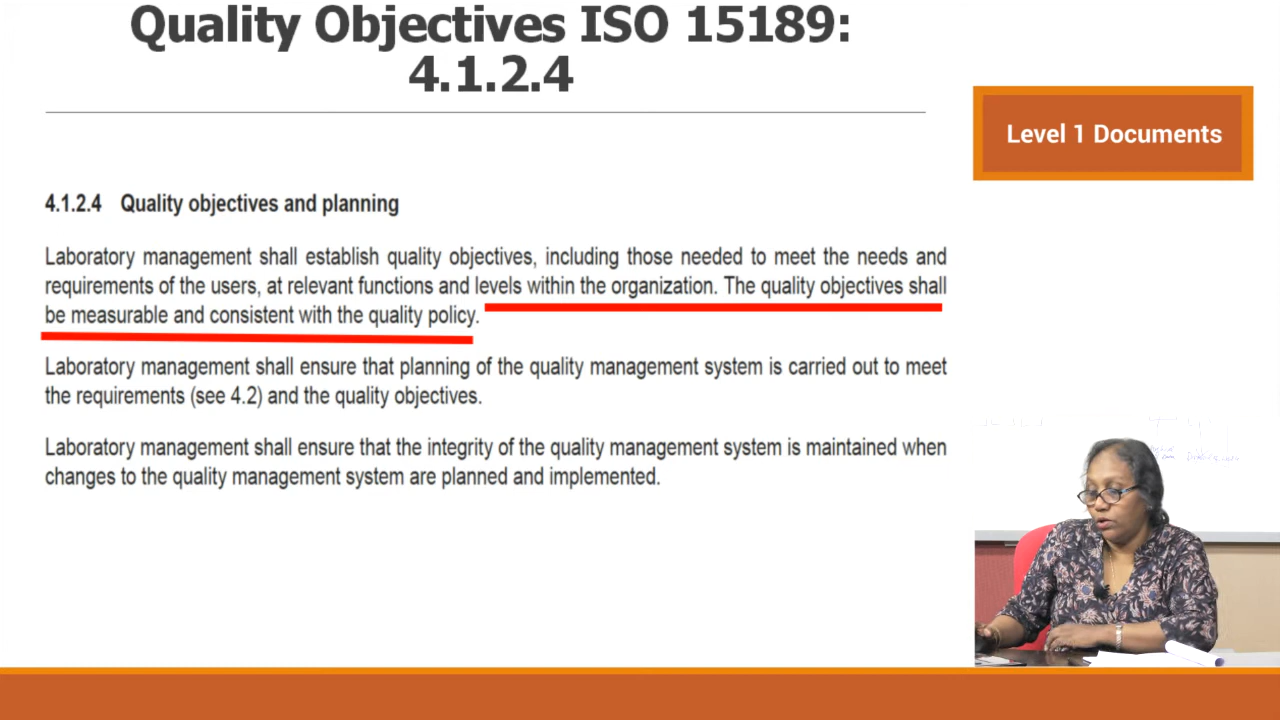 Quality Objectives ISO 15189:
4.1.2.4
Level 1 Documents
4.1.2.4 Quality objectives and planning
Laboratory management shall establish quality objectives, including those needed to meet the needs and
requirements of the users, at relevant functions and levels within the organization. The quality objectives shall
be measurable and consistent with the quality policy.
Laboratory management shall ensure that planning of the quality management system is carried out to meet
the requirements (see 4.2) and the quality objectives.
Laboratory management shall ensure that the integrity of the quality management system is maintained when
changes to the quality management system are planned and implemented.